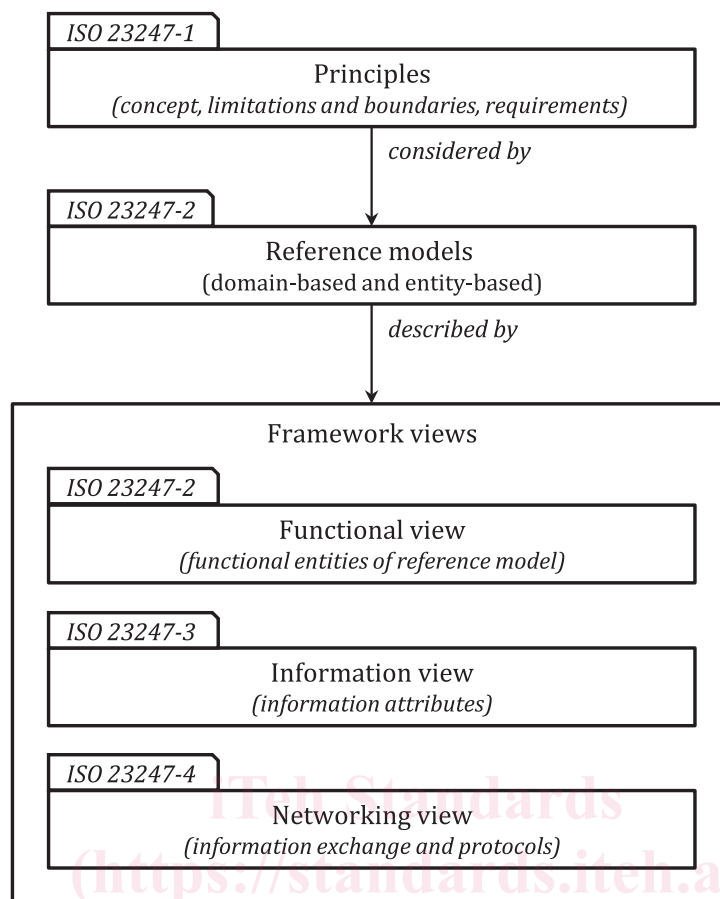 ISO 23247-1
Principles
(concept, limitations and boundaries, requirements)
considered by
ISO 23247-2
Reference models
(domain-based and entity-based)
described by
Framework views
ISO 23247-2
Functional view
(functional entities of reference model)
ISO 23247-3
Information view
(information attributes)
ISO 23247-4
iTeh Standards
Networking view
(information exchange and protocols)
(https://standards.iteh.a